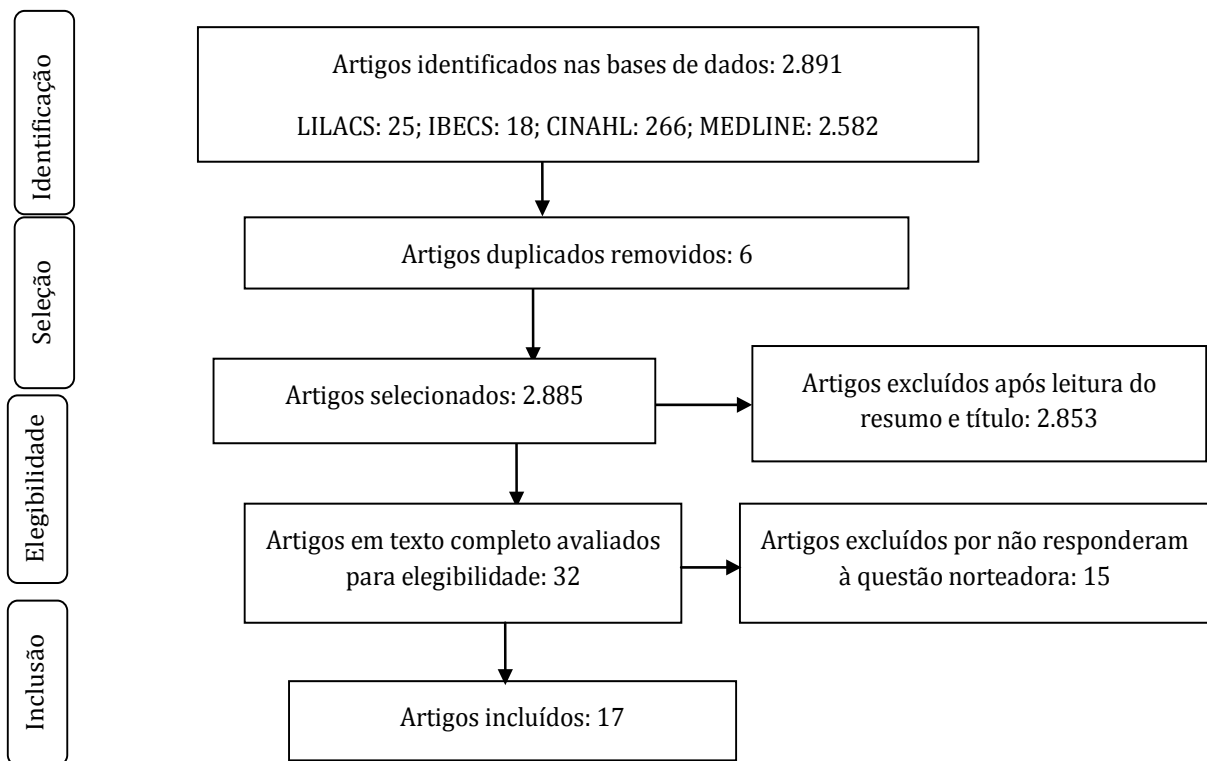 Identificação
Artigos identificados nas bases de dados: 2.891
LILACS: 25; IBECS: 18; CINAHL: 266; MEDLINE: 2.582
Seleção
Artigos duplicados removidos: 6
Artigos selecionados: 2.885
Artigos excluídos após leitura do
resumo e título: 2.853
Elegibilidade
Artigos em texto completo avaliados
para elegibilidade: 32
Artigos excluídos por não responderam
à questão norteadora: 15
Inclusão
Artigos incluídos: 17